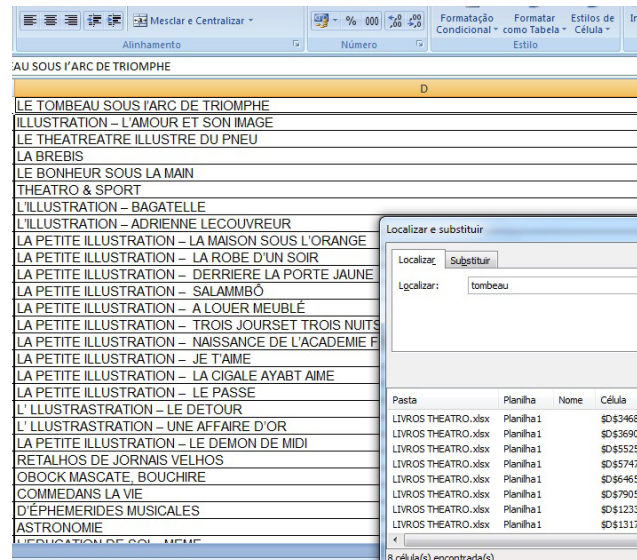 Mesclar e Centralizar
% 000
Formatação Condicional
Formatar como Tabela
Estilos de Célula
Alinhamento
Número
Estilo
AU SOUS l'ARC DE TRIOMPHE
D
LE TOMBEAU SOUS l'ARC DE TRIOMPHE
ILLUSTRATION – L'AMOUR ET SON IMAGE
LE THEATREATRE ILLUSTRE DU PNEU
LA BREBIS
LE BONHEUR SOUS LA MAIN
THEATRO & SPORT
L'ILLUSTRATION – BAGATELLE
L'ILLUSTRATION – ADRIENNE LECOUVREUR
LA PETITE ILLUSTRATION – LA MAISON SOUS L'ORANGE
LA PETITE ILLUSTRATION – LA ROBE D'UN SOIR
LA PETITE ILLUSTRATION – DERRIERE LA PORTE JAUNE
LA PETITE ILLUSTRATION – SALAMMBÔ
LA PETITE ILLUSTRATION – A LOUER MEUBLÉ
LA PETITE ILLUSTRATION – TROIS JOURSET TROIS NUITS
LA PETITE ILLUSTRATION – NAISSANCE DE L'ACADEMIE F
LA PETITE ILLUSTRATION – JE T'AIME
LA PETITE ILLUSTRATION – LA CIGALE AYABT AIME
LA PETITE ILLUSTRATION – LE PASSE
L' LLUSTRASTRATION – LE DETOUR
L' LLUSTRASTRATION – UNE AFFAIRE D'OR
LA PETITE ILLUSTRATION – LE DEMON DE MIDI
RETALHOS DE JORNAIS VELHOS
OBOCK MASCATE, BOUCHIRE
COMMEDANS LA VIE
D'ÉPHEMERIDES MUSICALES
ASTRONOMIE
Localizar e substituir
Localizar Substituir
Localizar: tombeau
Pasta Planilha Nome Célula
LIVROS THEATRO.xlsx Planilha1 $D$3468
LIVROS THEATRO.xlsx Planilha1 $D$3690
LIVROS THEATRO.xlsx Planilha1 $D$5525
LIVROS THEATRO.xlsx Planilha1 $D$5747
LIVROS THEATRO.xlsx Planilha1 $D$6465
LIVROS THEATRO.xlsx Planilha1 $D$7905
LIVROS THEATRO.xlsx Planilha1 $D$1233
LIVROS THEATRO.xlsx Planilha1 $D$1317
8 célula(s) encontrada(s)